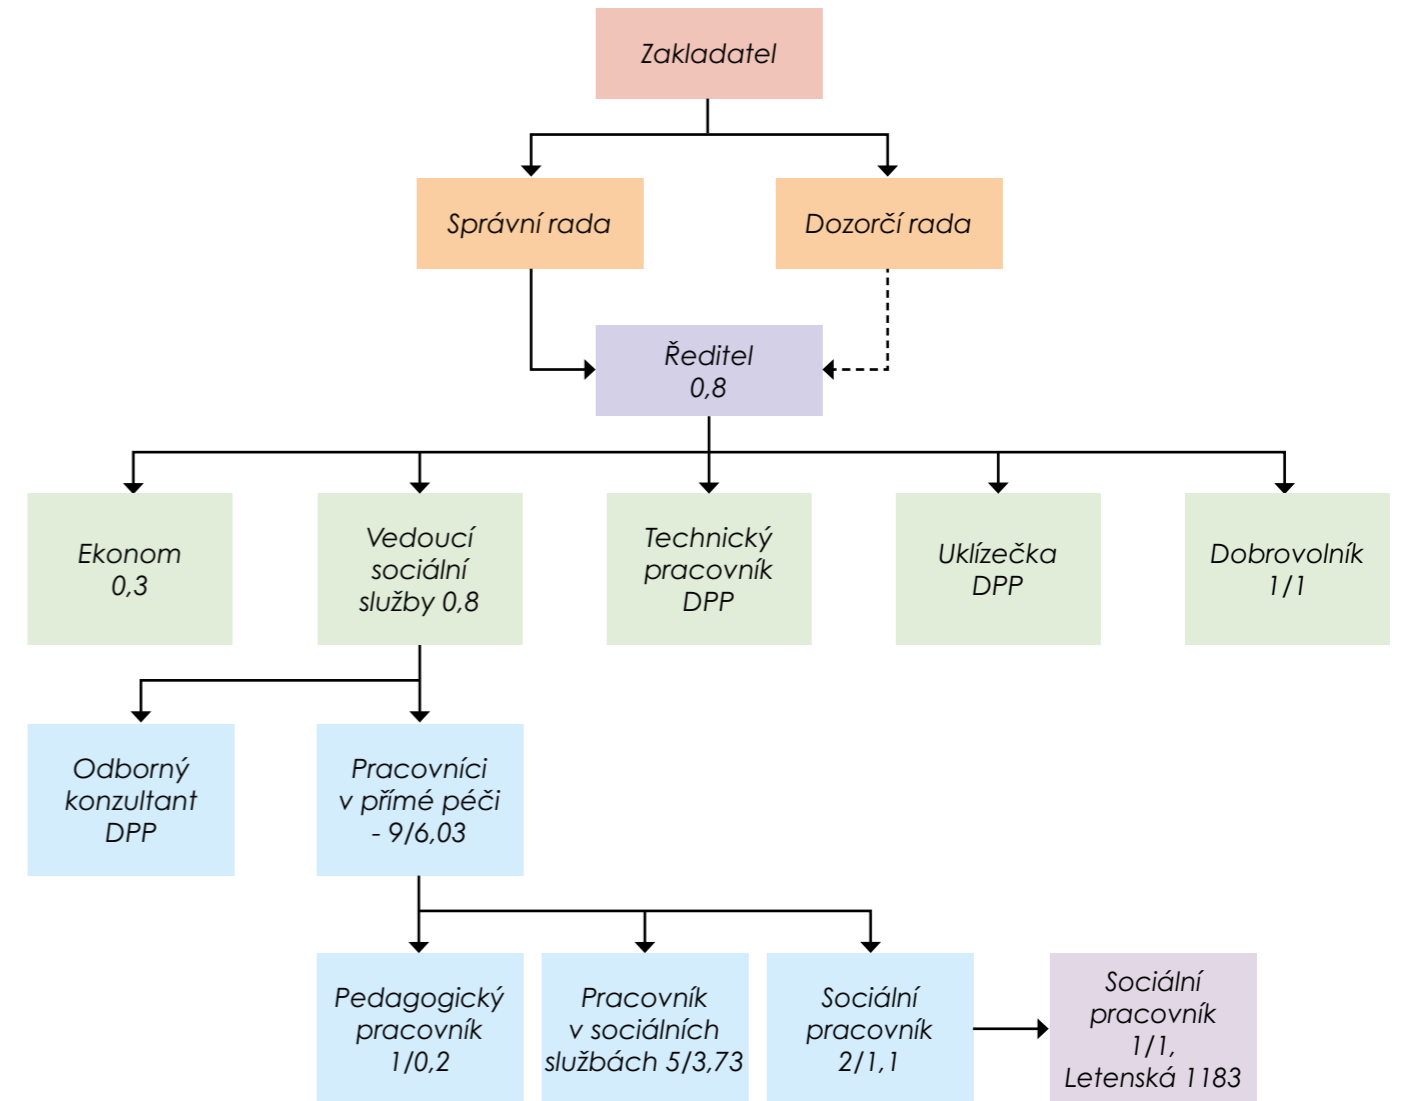 Zakladatel
Správní rada
Dozorčí rada
Ředitel
0,8
Ekonom
0,3
Vedoucí
sociální
služby 0,8
Technický
pracovník
DPP
Uklízečka
DPP
Dobrovolník
1/1
Odborný
konzultant
DPP
Pracovníci
v přímé péči
- 9/6,03
Pedagogický
pracovník
1/0,2
Pracovník
v sociálních
službách 5/3,73
Sociální
pracovník
2/1,1
Sociální
pracovník
1/1,
Letenská 1183